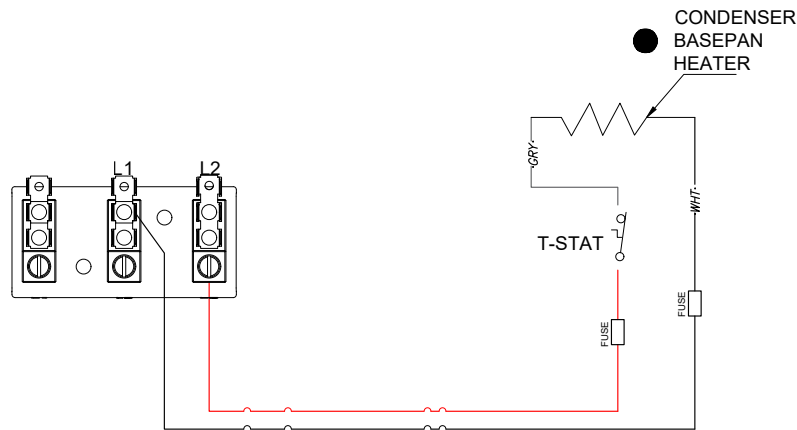 CONDENSER
BASEPAN
HEATER
L1
L2
GRY
WHT
T-STAT
FUSE
FUSE